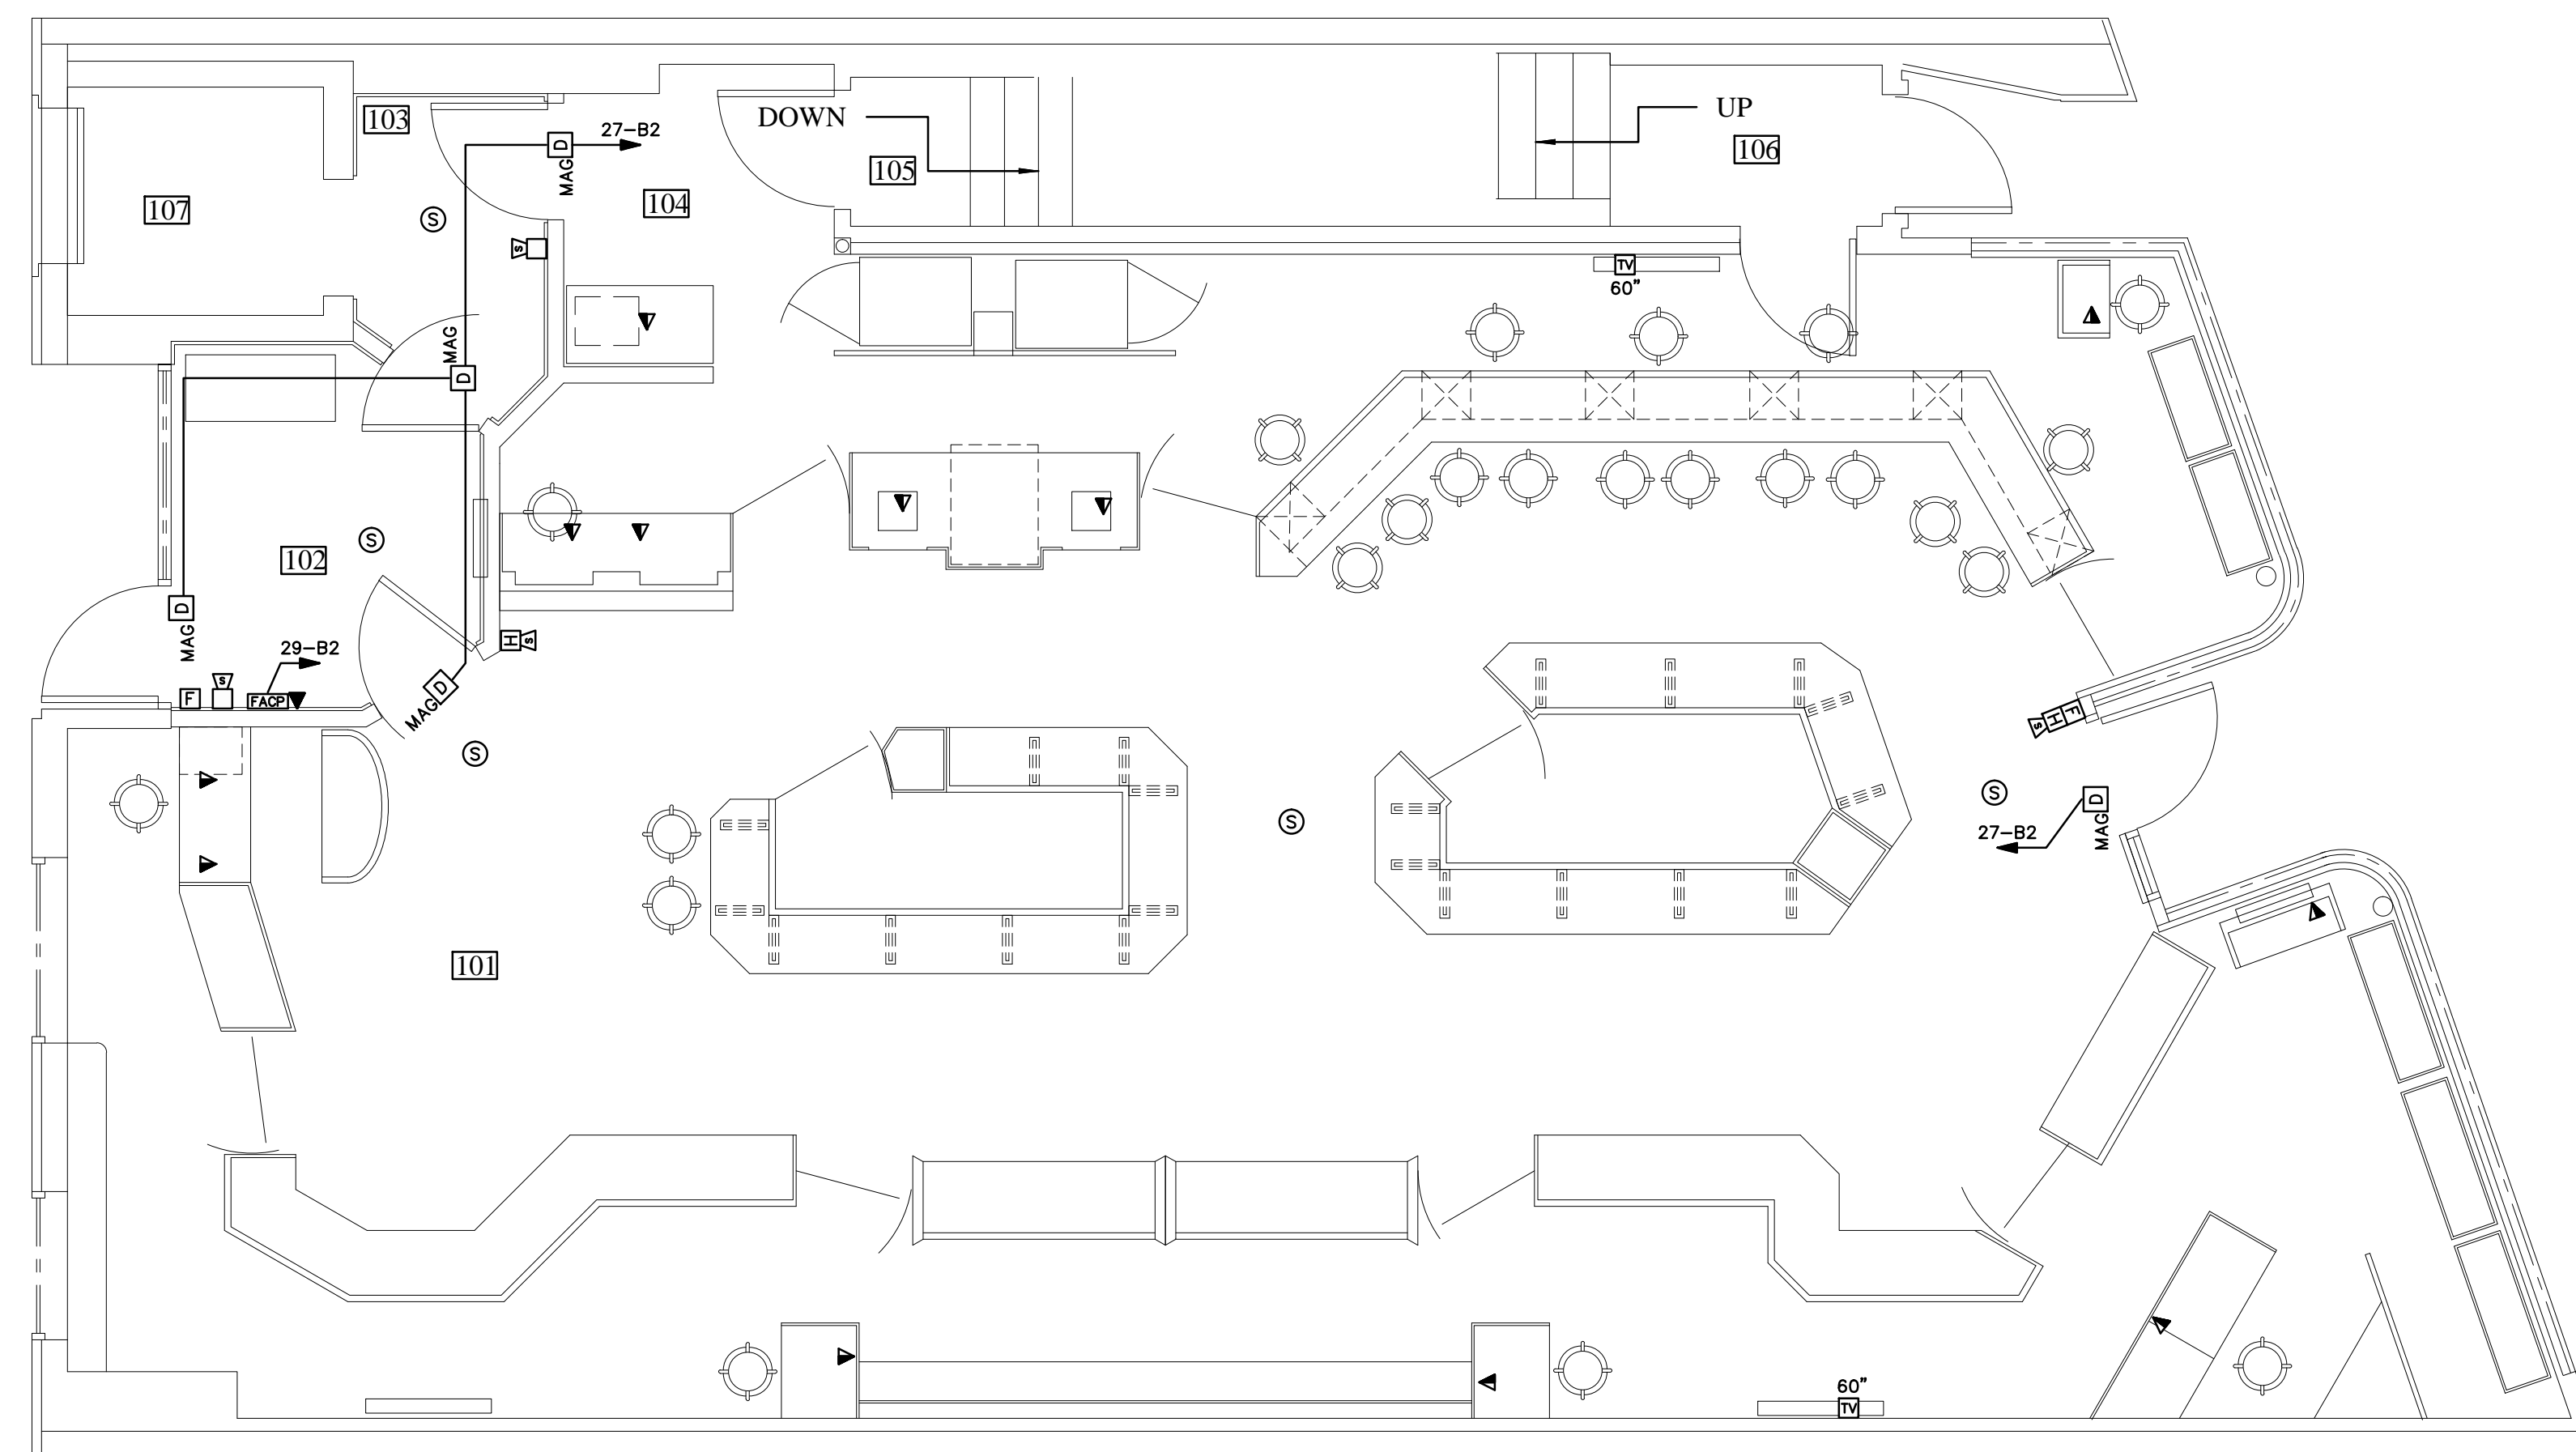 103
27-B2
D
MAG
DOWN
UP
105
106
107
104
S
S
TV
60"
MAG
D
S
102
D
MAG
29-B2
H S
F
S
FACP
D
MAG
S
F
H
S
S
S
D
27-B2
MAG
101
60"
TV